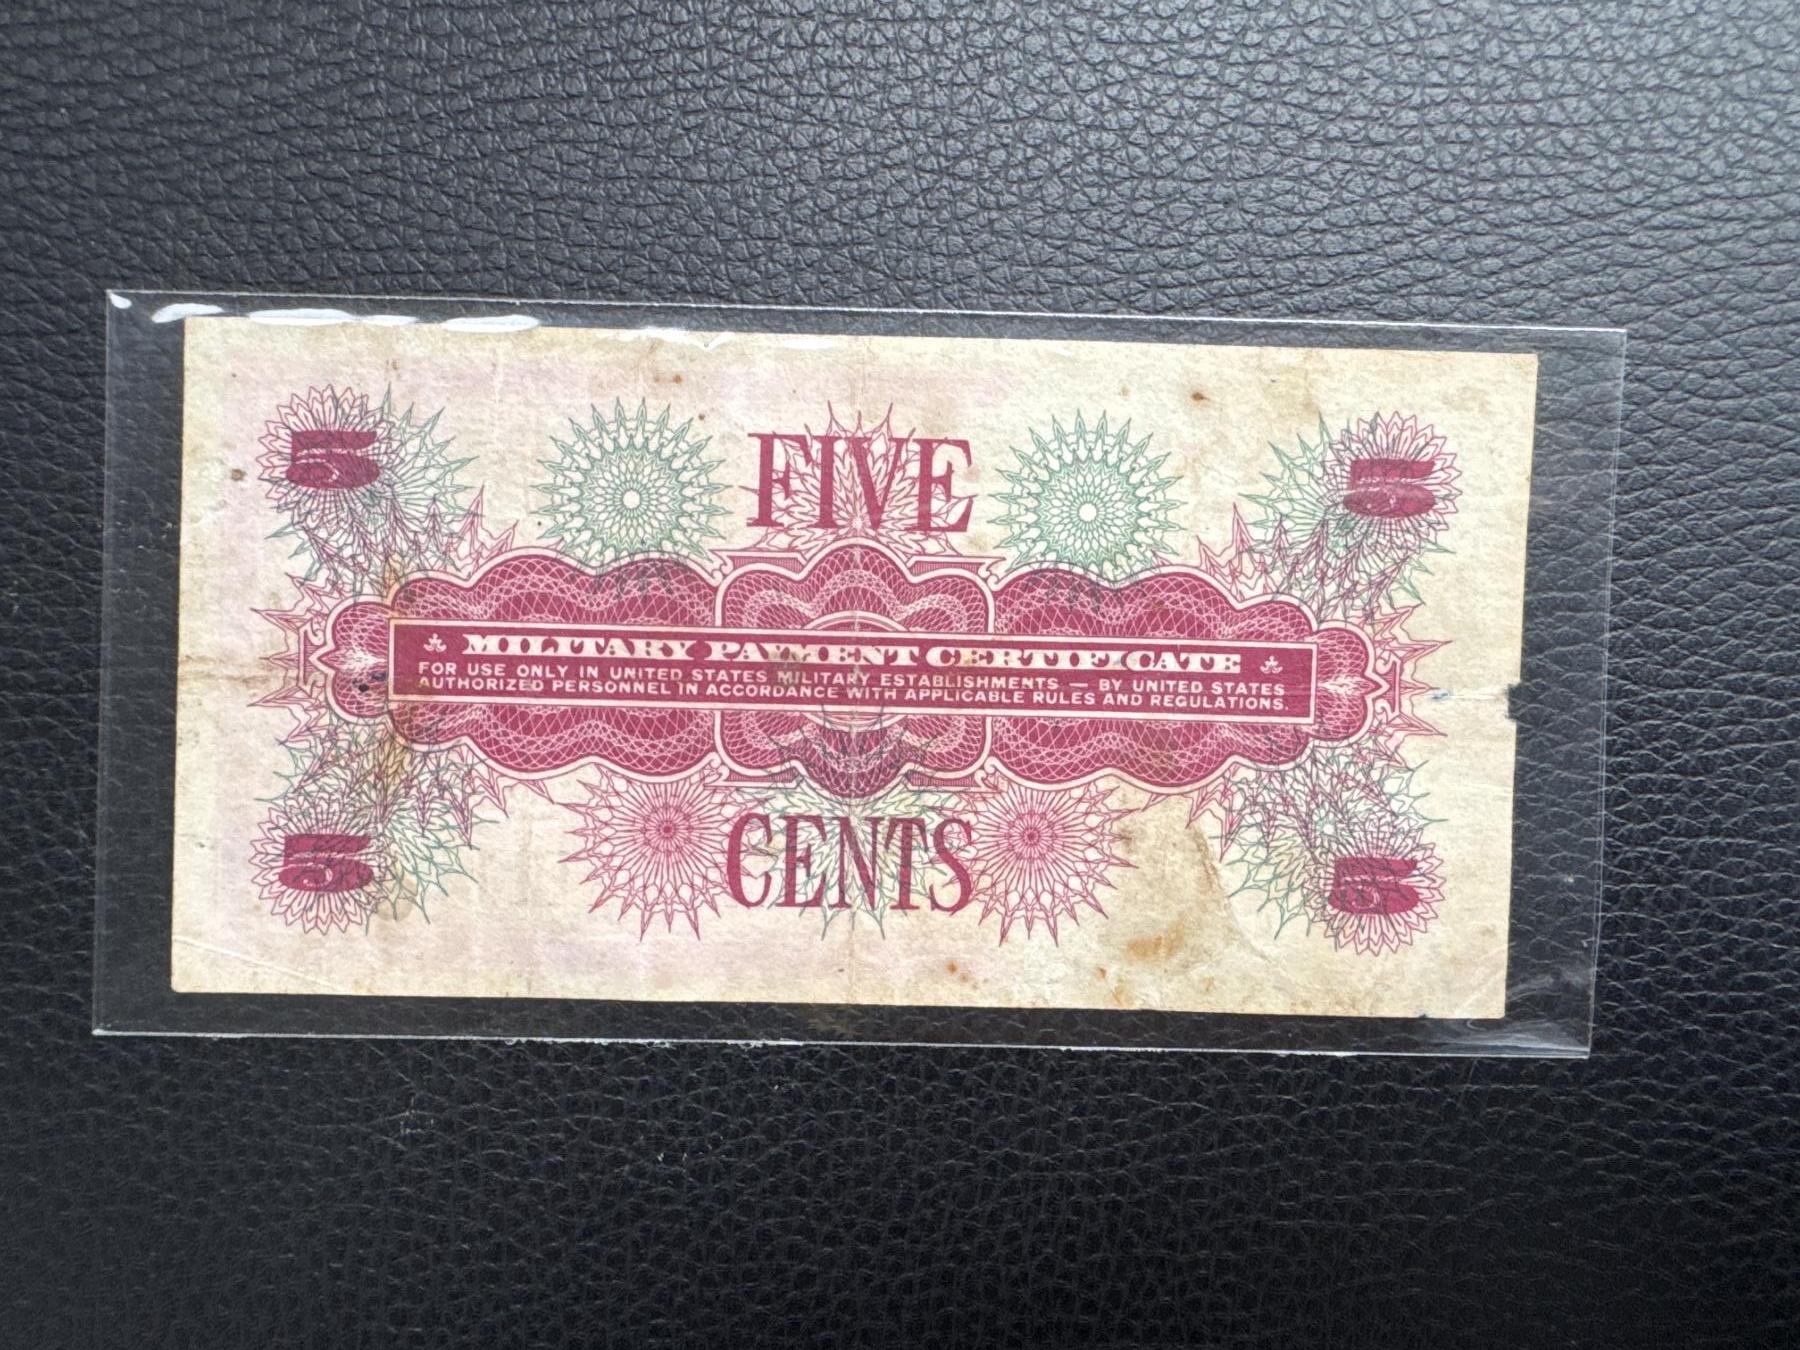 5 FIVE 5
MILITARY PAYMENT CERTIFICATE
FOR USE ONLY IN UNITED STATES MILITARY ESTABLISHMENTS — BY UNITED STATES
AUTHORIZED PERSONNEL IN ACCORDANCE WITH APPLICABLE RULES AND REGULATIONS.
5 CENTS 5